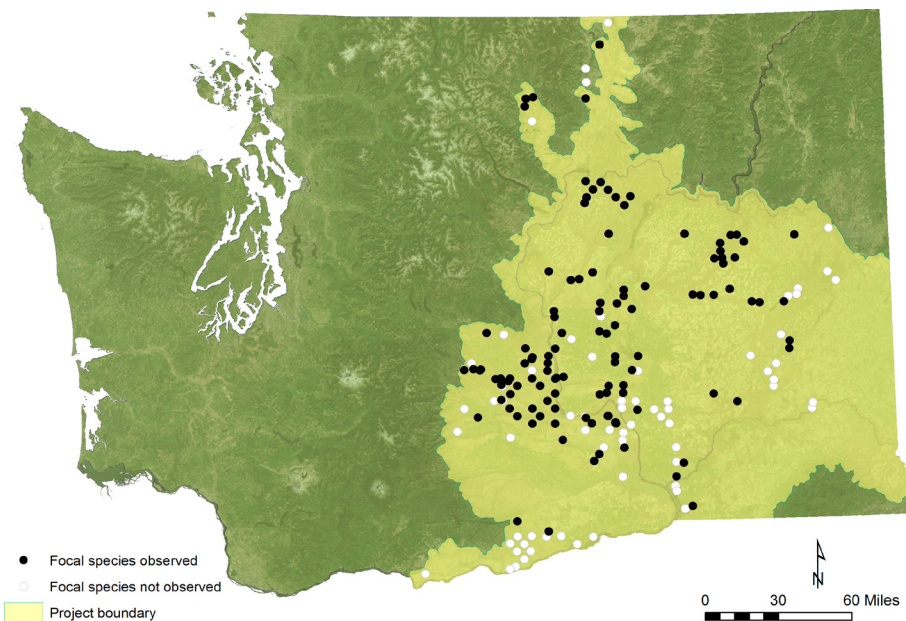 Focal species observed
Focal species not observed
Project boundary
N
0 30 60 Miles